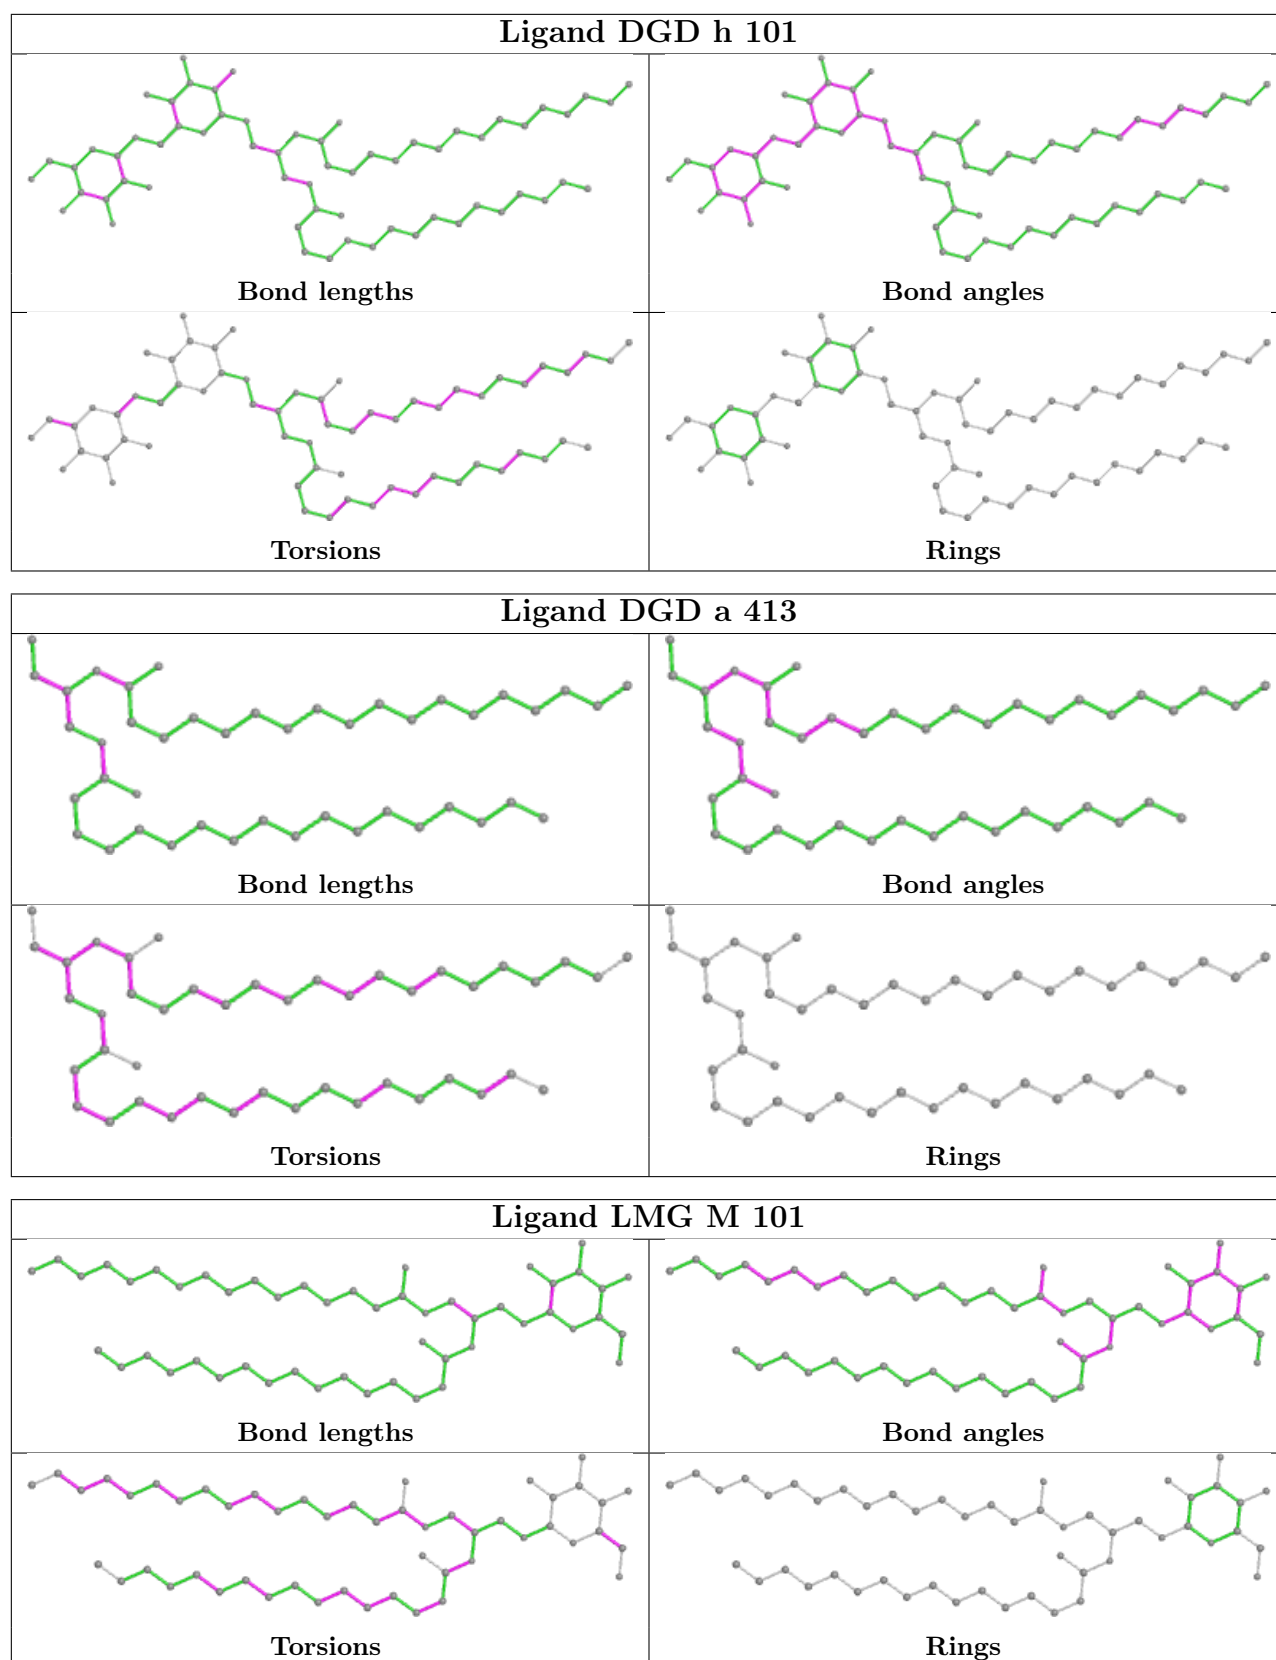 Ligand DGD h 101
Bond lengths
Bond angles
Torsions
Rings
Ligand DGD a 413
Bond lengths
Bond angles
Torsions
Rings
Ligand LMG M 101
Bond lengths
Bond angles
Torsions
Rings